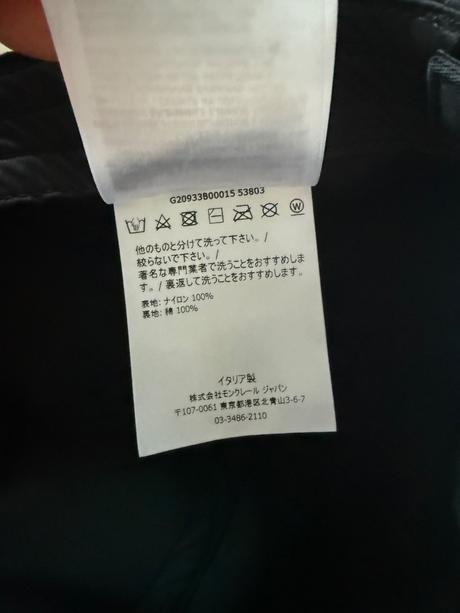 G20933B00015 53803
W
他のものと分けて洗って下さい。/
絞らないで下さい。/
著名な専門業者で洗うことをおすすめしま
す。/ 裏返して洗うことをおすすめします。
表地: ナイロン 100%
裏地: 綿 100%
イタリア製
株式会社モンクレール ジャパン
〒107-0061 東京都港区北青山3-6-7
03-3486-2110